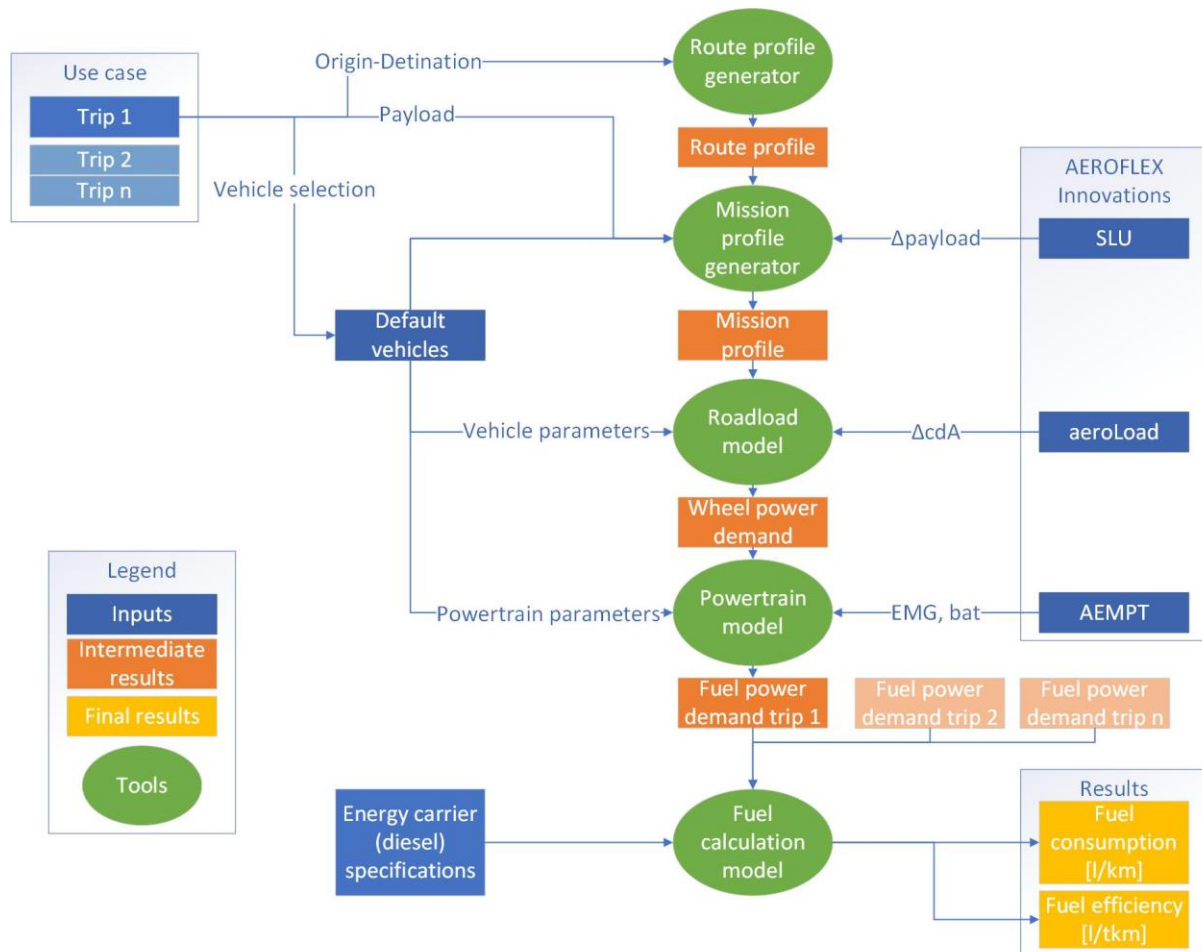 Use case
Trip 1
Trip 2
Trip n
Origin-Detination
Payload
Vehicle selection
Route profile
generator
Route profile
Mission
profile
generator
Mission
profile
Default
vehicles
Vehicle parameters
Roadload
model
Wheel power
demand
Powertrain parameters
Powertrain
model
AEROFLEX
Innovations
Δpayload
SLU
ΔcdA
aeroLoad
EMG, bat
AEMPT
Legend
Inputs
Intermediate
results
Final results
Tools
Fuel power
demand trip 1
Fuel power
demand trip 2
Fuel power
demand trip n
Energy carrier
(diesel)
specifications
Fuel
calculation
model
Results
Fuel
consumption
[l/km]
Fuel efficiency
[l/tkm]